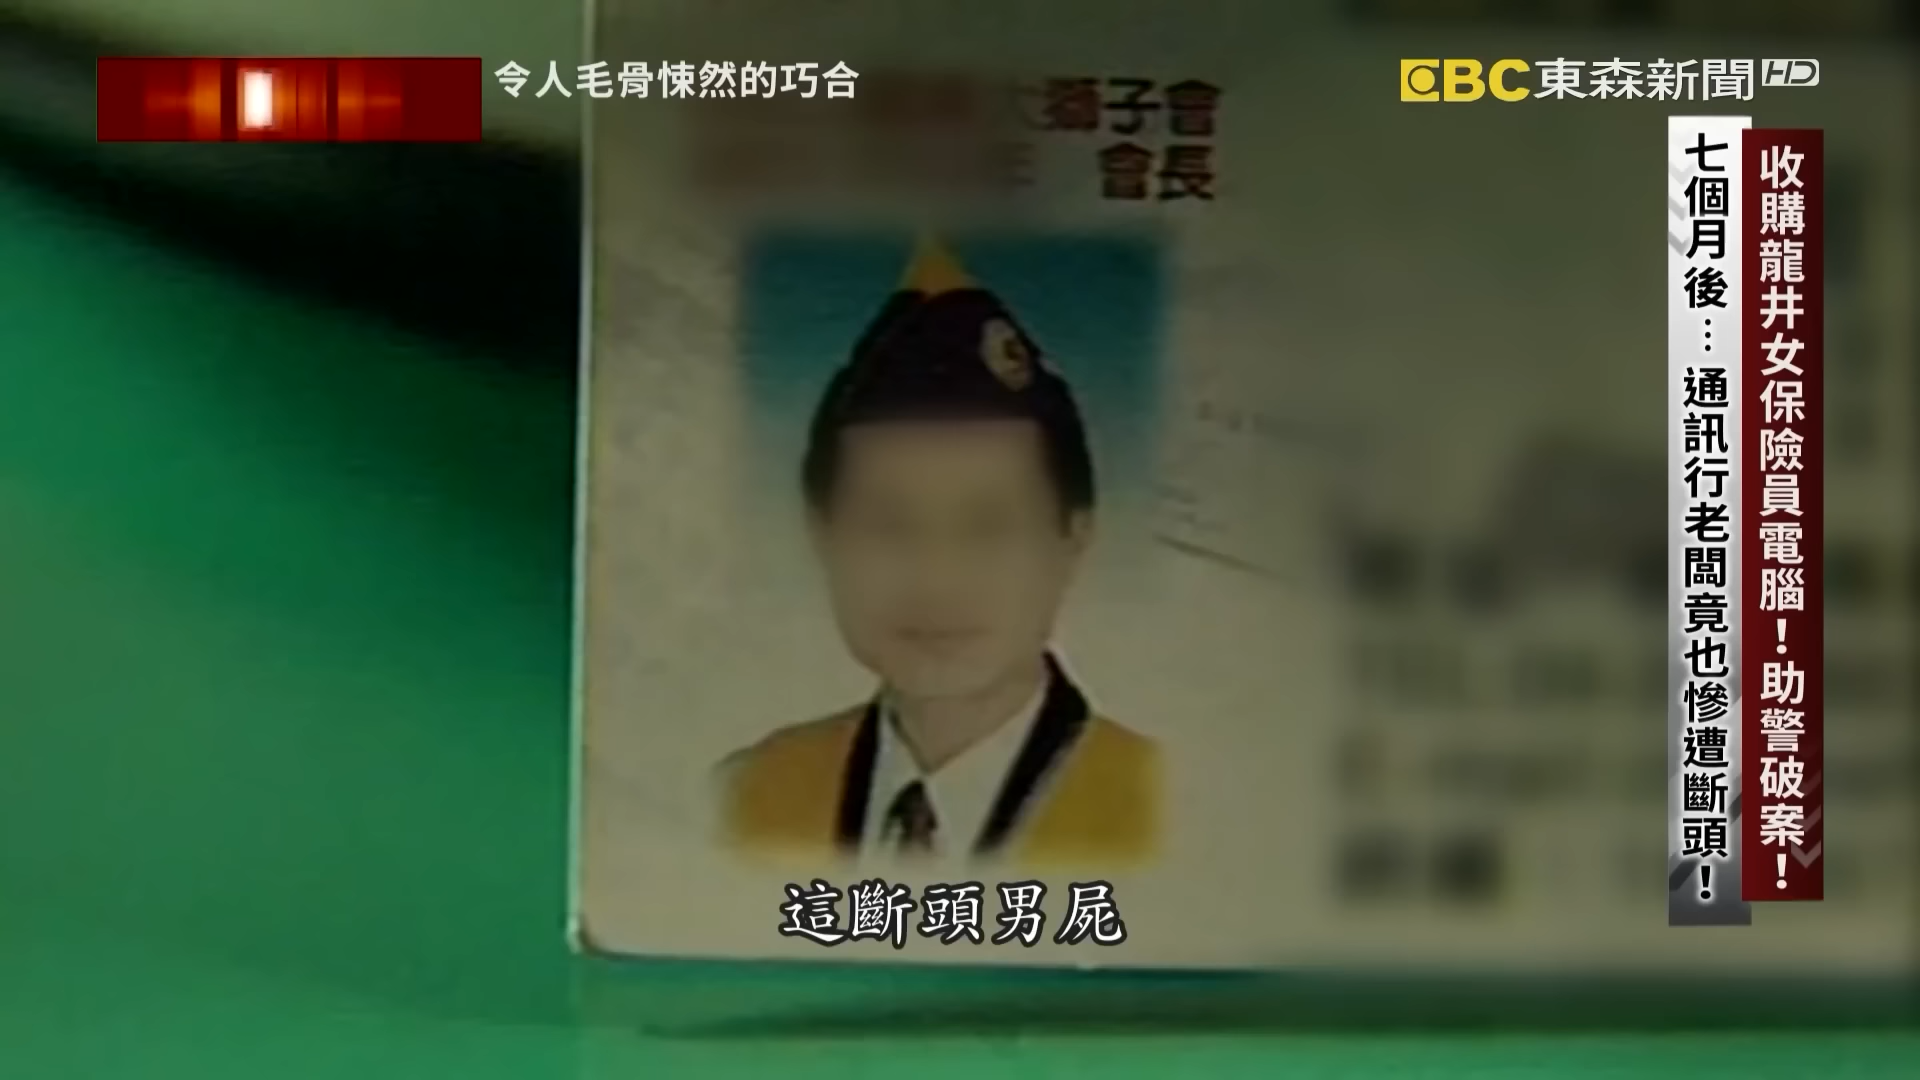 令人毛骨悚然的巧合
EBC東森新聞HD
獅子會
會長
收購龍井女保險員電腦！助警破案！
七個月後…通訊行老闆竟也慘遭斷頭！
這斷頭男屍